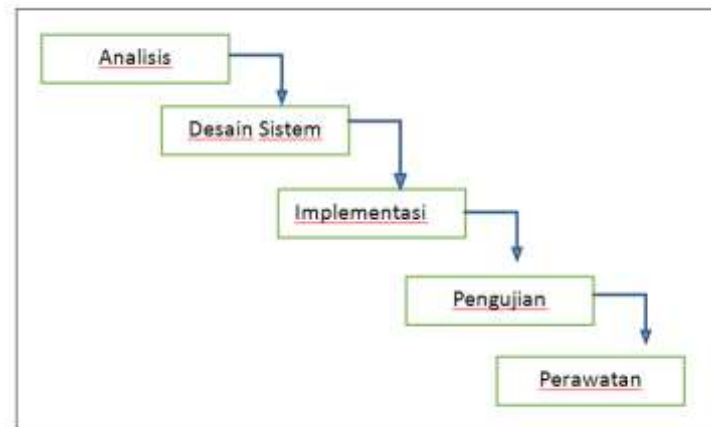 Analisis
Desain Sistem
Implementasi
Pengujian
Perawatan